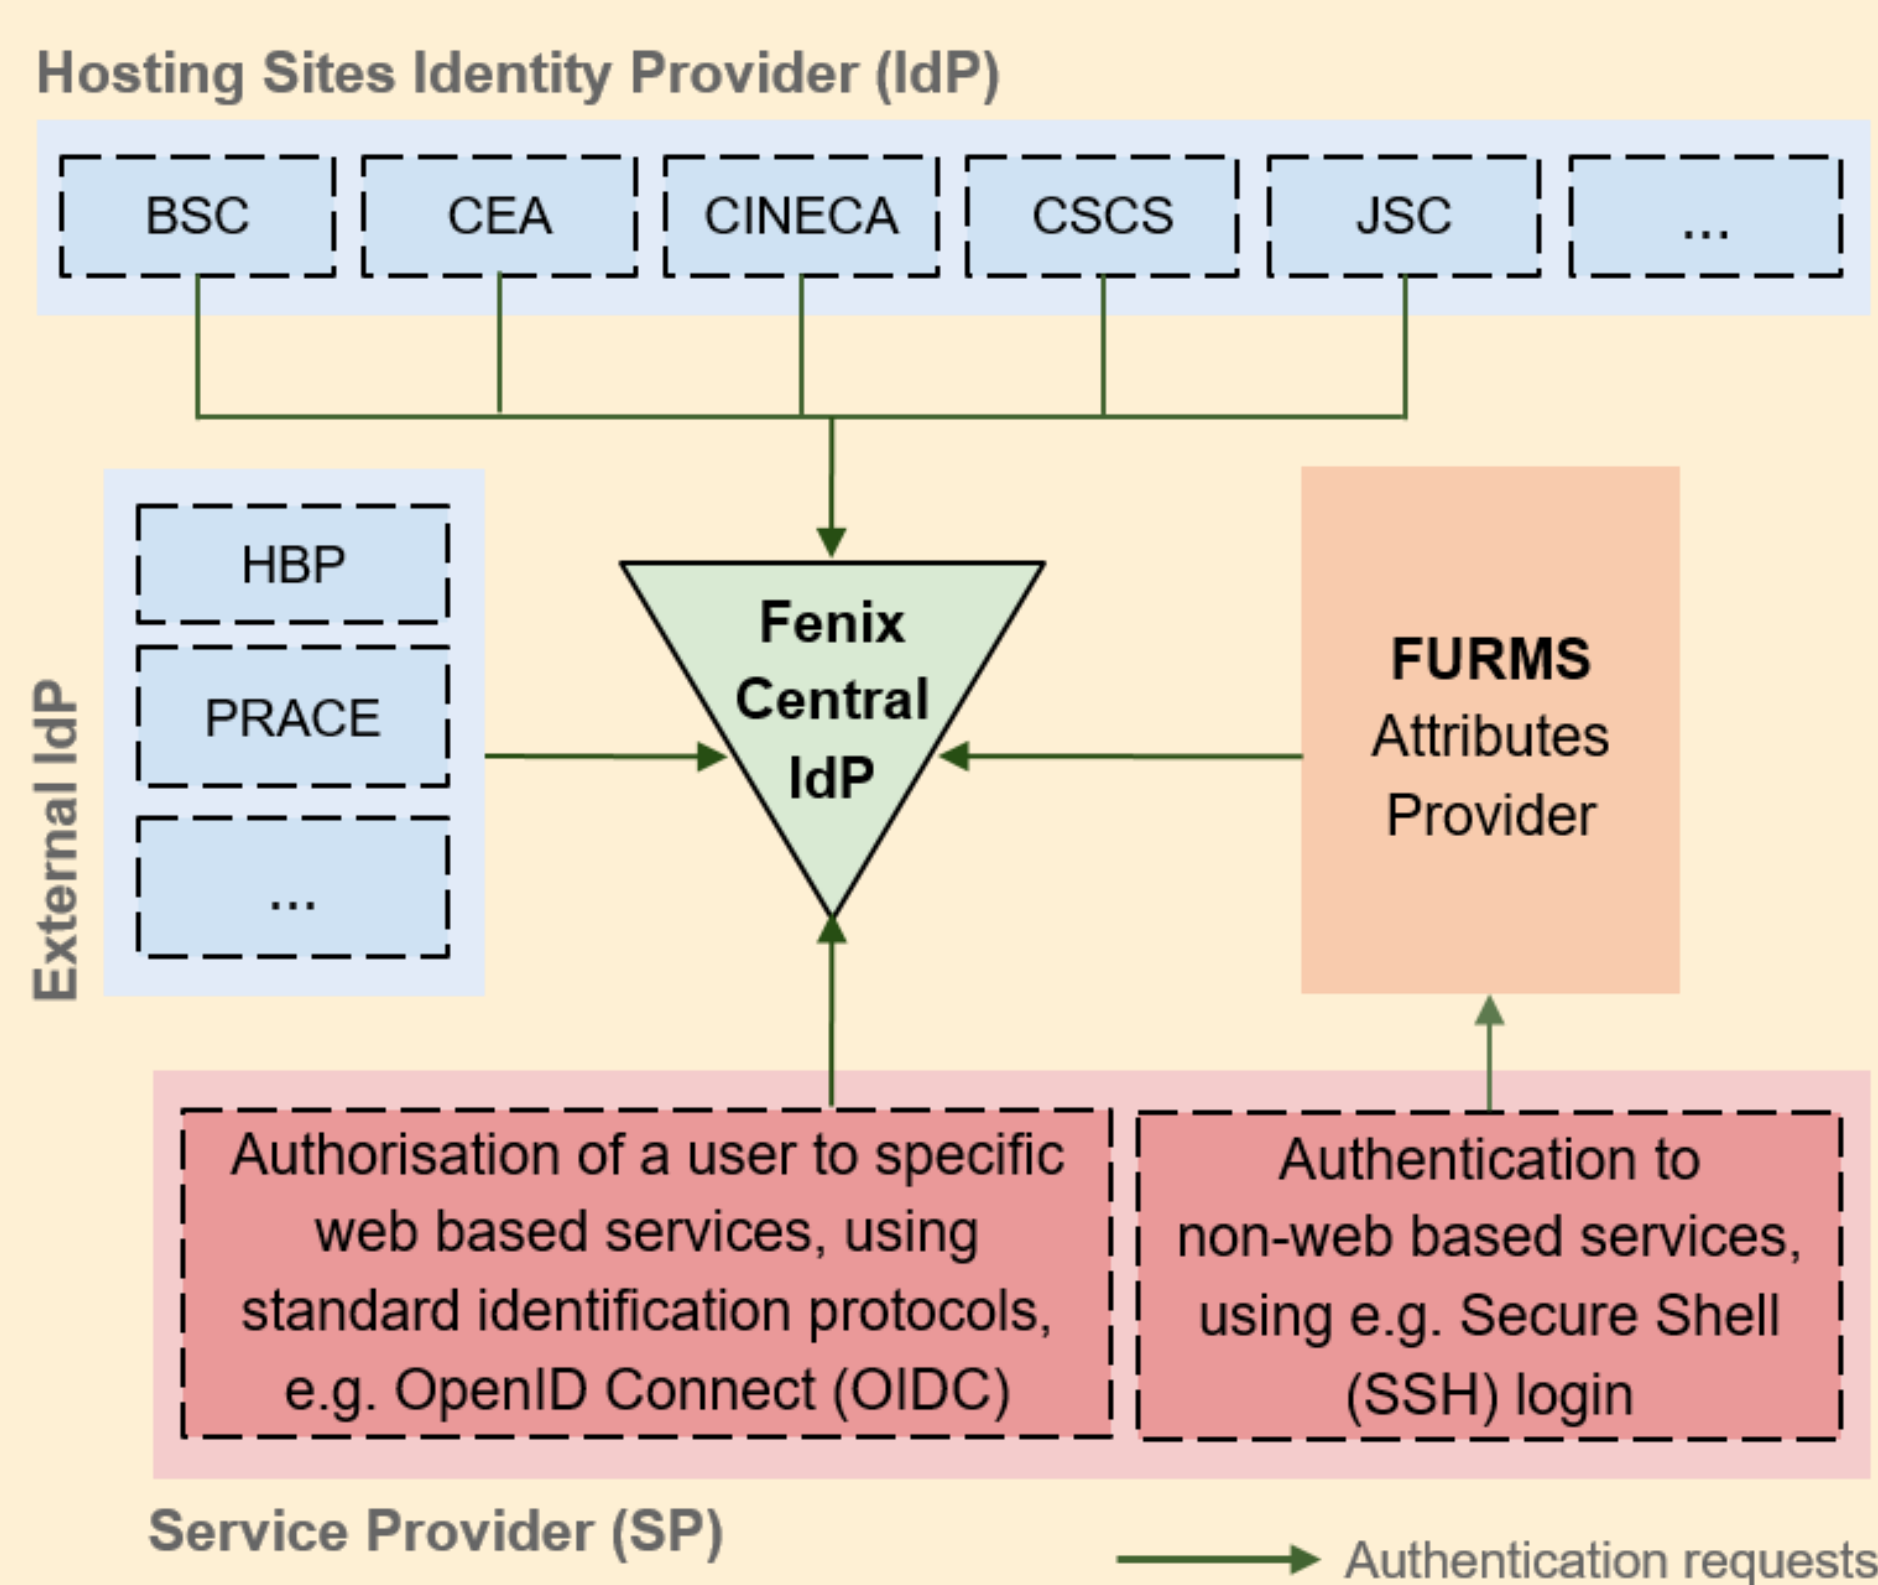 Hosting Sites Identity Provider (IdP)
BSC
CEA
CINECA
CSCS
JSC
...
External IdP
HBP
PRACE
...
Fenix
Central
IdP
FURMS
Attributes
Provider
Authorisation of a user to specific
web based services, using
standard identification protocols,
e.g. OpenID Connect (OIDC)
Authentication to
non-web based services,
using e.g. Secure Shell
(SSH) login
Service Provider (SP)
Authentication requests